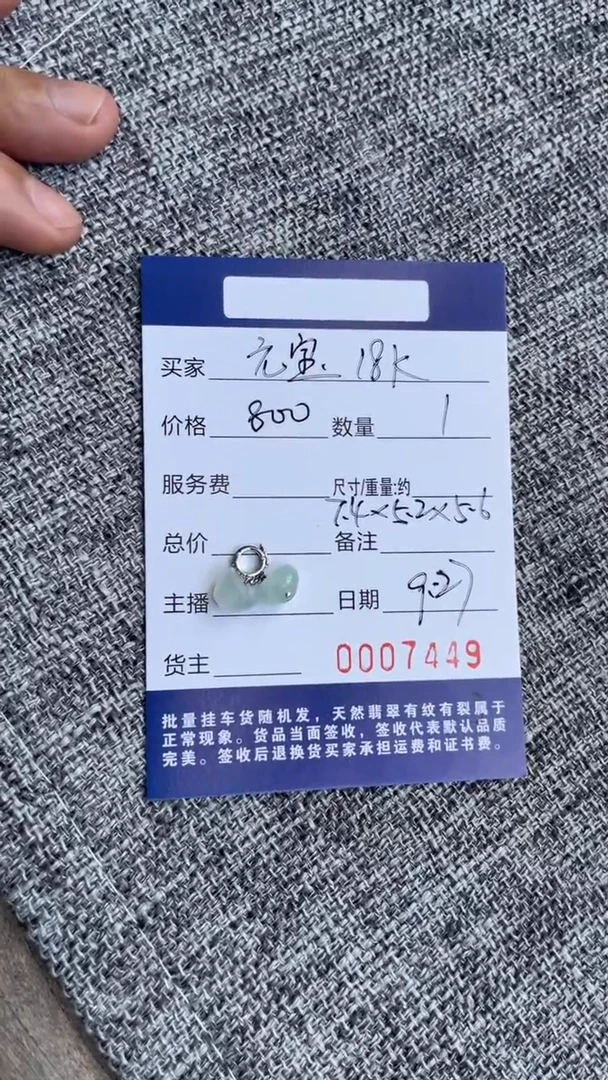 买家 元宝 18K
价格 800 数量 1
服务费 尺寸/重量:约
7.4×5.2×5.6
总价 备注
主播 日期 9.27
货主 0007449
批量挂车货随机发，天然翡翠有纹有裂属于
正常现象。货品当面签收，签收代表默认品质
完美。签收后退换货买家承担运费和证书费。